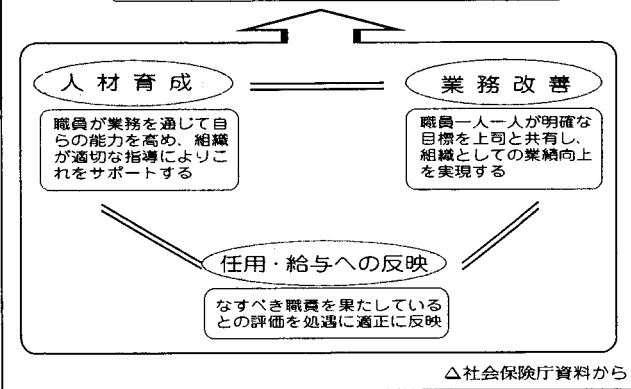 人材育成
業務改善
職員が業務を通じて自
らの能力を高め、組織
が適切な指導によりこ
れをサポートする
職員一人一人が明確な
目標を上司と共有し、
組織としての業績向上
を実現する
任用・給与への反映
なすべき職責を果たしている
との評価を処遇に適正に反映
△社会保険庁資料から